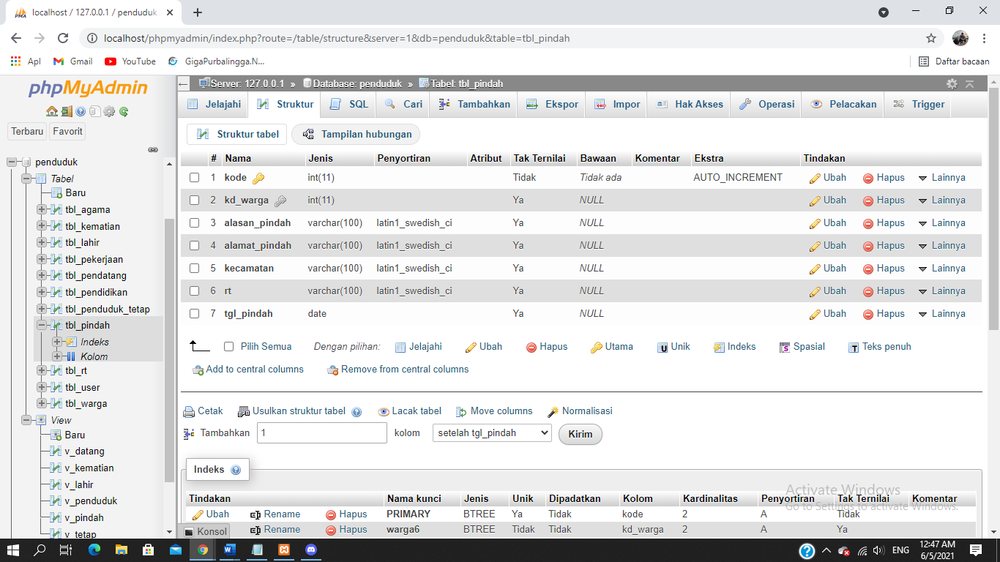 localhost / 127.0.0.1 / penduduk
localhost/phpmyadmin/index.php?route=/table/structure&server=1&db=penduduk&table=tbl_pindah
Apl Gmail YouTube GigaPurbalingga.N... Daftar bacaan
phpMyAdmin
Terbaru Favorit
penduduk
Tabel
Baru
tbl_agama
tbl_kematian
tbl_lahir
tbl_pekerjaan
tbl_pendatang
tbl_pendidikan
tbl_penduduk_tetap
tbl_pindah
Indeks
Kolom
tbl_rt
tbl_user
tbl_warga
View
Baru
v_datang
v_kematian
v_lahir
v_penduduk
v_pindah
v_tetap
Server: 127.0.0.1 » Database: penduduk » Tabel: tbl_pindah
Jelajahi Struktur SQL Cari Tambahkan Ekspor Impor Hak Akses Operasi Pelacakan Trigger
Struktur tabel Tampilan hubungan
# Nama Jenis Penyortiran Atribut Tak Ternilai Bawaan Komentar Ekstra Tindakan
1 kode int(11) Tidak Tidak ada AUTO_INCREMENT Ubah Hapus Lainnya
2 kd_warga int(11) Ya NULL Ubah Hapus Lainnya
3 alasan_pindah varchar(100) latin1_swedish_ci Ya NULL Ubah Hapus Lainnya
4 alamat_pindah varchar(100) latin1_swedish_ci Ya NULL Ubah Hapus Lainnya
5 kecamatan varchar(100) latin1_swedish_ci Ya NULL Ubah Hapus Lainnya
6 rt varchar(100) latin1_swedish_ci Ya NULL Ubah Hapus Lainnya
7 tgl_pindah date Ya NULL Ubah Hapus Lainnya
Pilih Semua Dengan pilihan: Jelajahi Ubah Hapus Utama Unik Indeks Spasial Teks penuh
Add to central columns Remove from central columns
Cetak Usulkan struktur tabel Lacak tabel Move columns Normalisasi
Tambahkan 1 kolom setelah tgl_pindah Kirim
Indeks
Tindakan Nama kunci Jenis Unik Dipadatkan Kolom Kardinalitas Penyortiran Tak Ternilai Komentar
Ubah Rename Hapus PRIMARY BTREE Ya Tidak kode 2 A Tidak
Rename Hapus warga6 BTREE Tidak Tidak kd_warga 2 A Ya
Konsol
Activate Windows
Go to Settings to activate Windows.
ENG
12:47 AM
6/5/2021